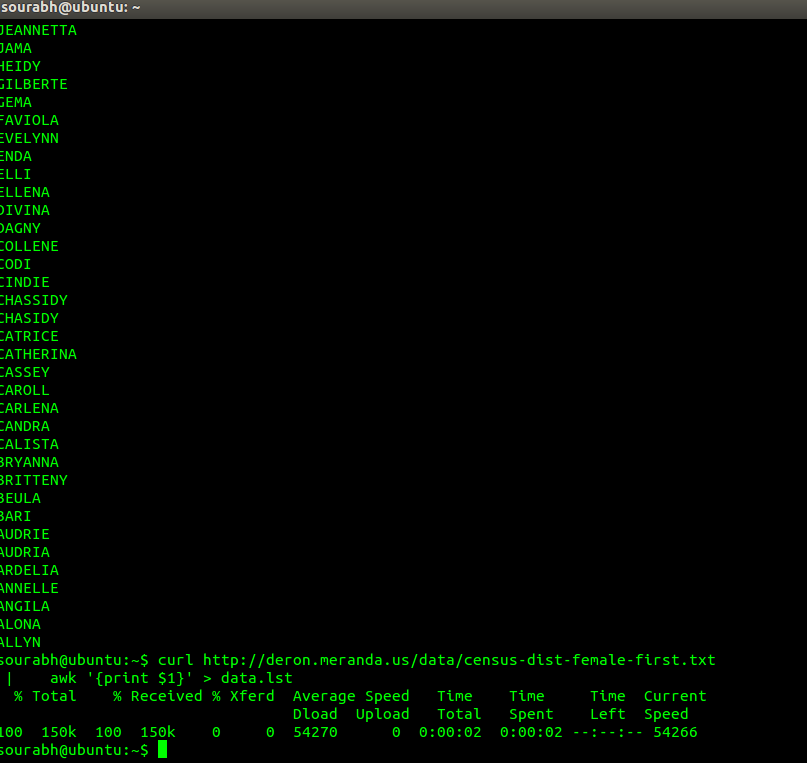 sourabh@ubuntu: ~
JEANNETTA
JAMA
HEIDY
GILBERTE
GEMA
FAVIOLA
EVELYNN
ENDA
ELLI
ELLENA
DIVINA
DAGNY
COLLENE
CODI
CINDIE
CHASSIDY
CHASIDY
CATRICE
CATHERINA
CASSEY
CAROLL
CARLENA
CANDRA
CALISTA
BRYANNA
BRITTENY
BEULA
BARI
AUDRIE
AUDRIA
ARDELIA
ANNELLE
ANGILA
ALONA
ALLYN
sourabh@ubuntu:~$ curl http://deron.meranda.us/data/census-dist-female-first.txt
|    awk '{print $1}' > data.lst
  % Total    % Received % Xferd  Average Speed   Time    Time     Time  Current
                                 Dload  Upload   Total   Spent    Left  Speed
100  150k  100  150k    0     0  54270      0  0:00:02  0:00:02 --:--:-- 54266
sourabh@ubuntu:~$